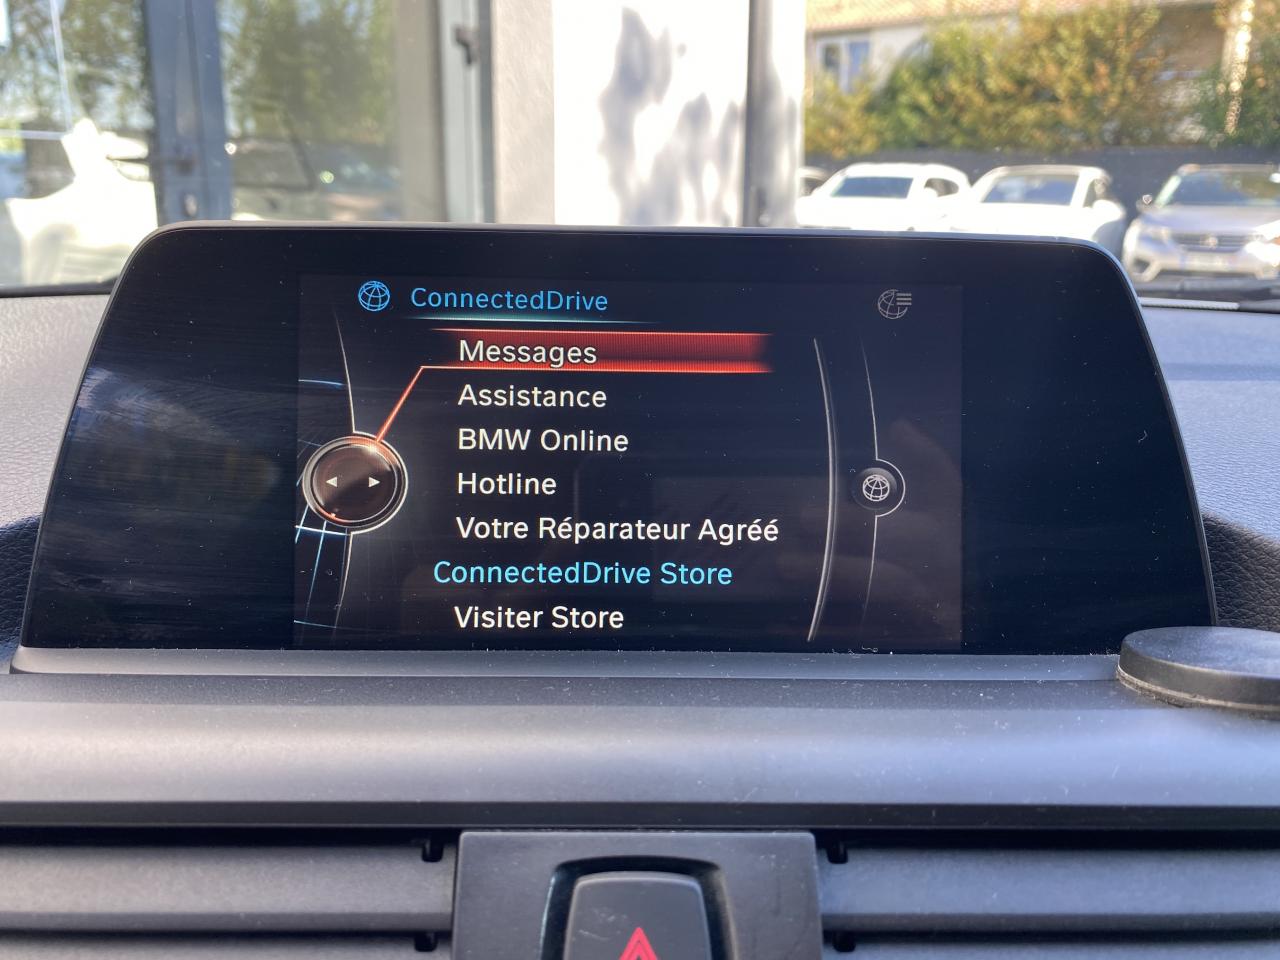 ConnectedDrive
Messages
Assistance
BMW Online
Hotline
Votre Réparateur Agréé
ConnectedDrive Store
Visiter Store